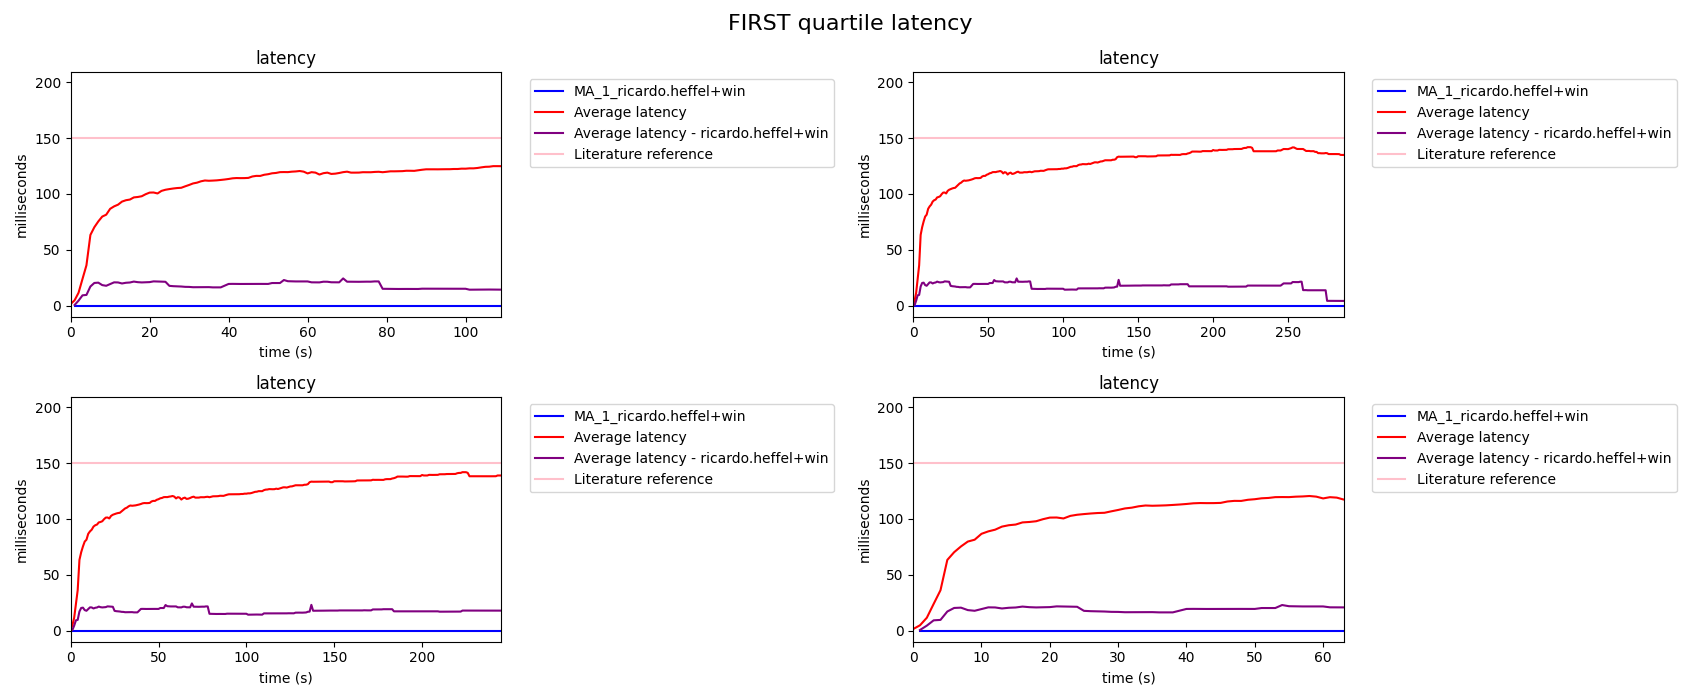 FIRST quartile latency
latency
200
150
100
50
0
milliseconds
0 20 40 60 80 100
time (s)
MA_1_ricardo.heffel+win
Average latency
Average latency - ricardo.heffel+win
Literature reference
latency
200
150
100
50
0
milliseconds
0 50 100 150 200 250
time (s)
MA_1_ricardo.heffel+win
Average latency
Average latency - ricardo.heffel+win
Literature reference
latency
200
150
100
50
0
milliseconds
0 50 100 150 200
time (s)
MA_1_ricardo.heffel+win
Average latency
Average latency - ricardo.heffel+win
Literature reference
latency
200
150
100
50
0
milliseconds
0 10 20 30 40 50 60
time (s)
MA_1_ricardo.heffel+win
Average latency
Average latency - ricardo.heffel+win
Literature reference